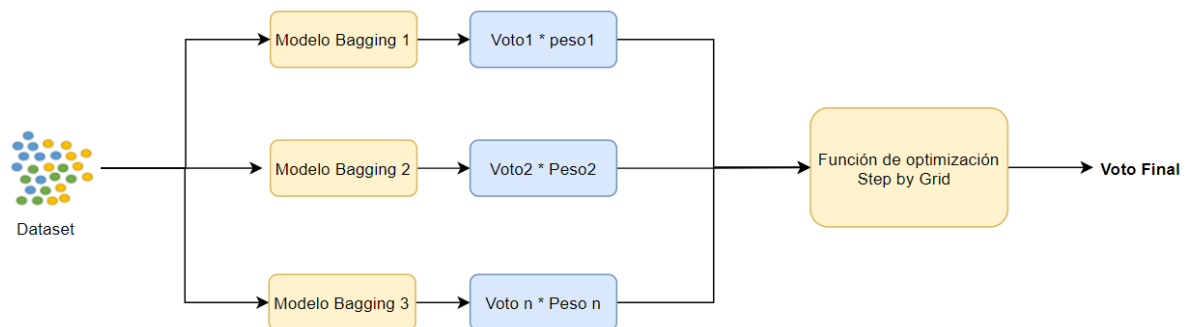 Modelo Bagging 1
Voto1 * peso1
Modelo Bagging 2
Voto2 * Peso2
Función de optimización
Step by Grid
Voto Final
Dataset
Modelo Bagging 3
Voto n * Peso n